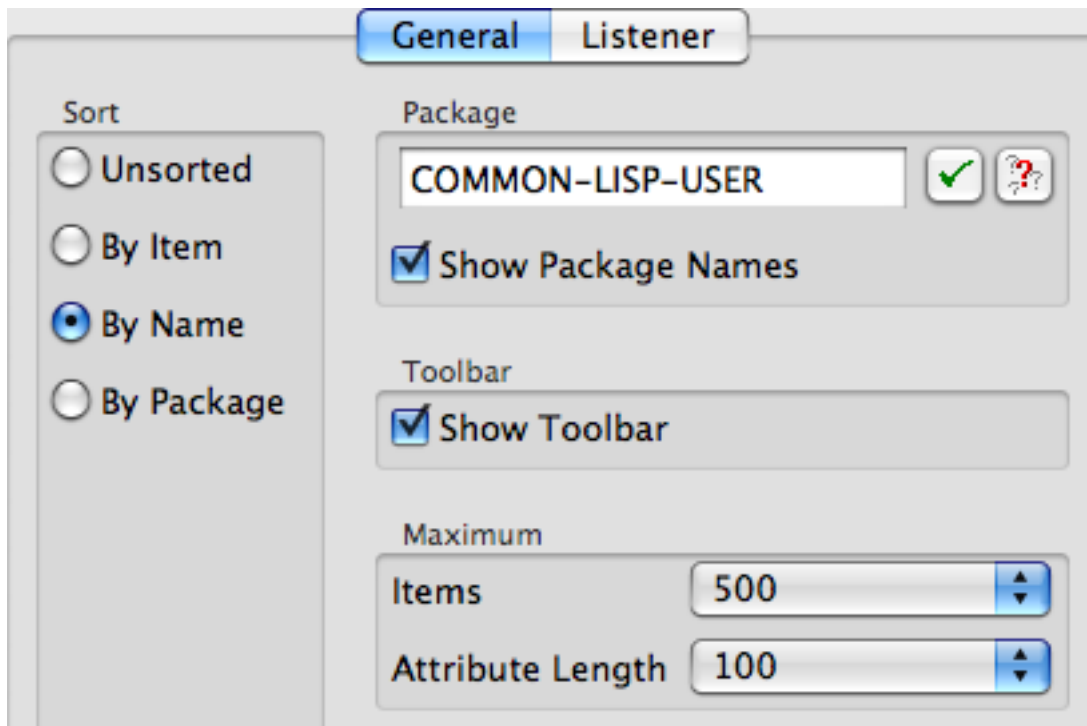 General Listener
Sort
Unsorted
By Item
By Name
By Package
Package
COMMON-LISP-USER
Show Package Names
Toolbar
Show Toolbar
Maximum
Items 500
Attribute Length 100